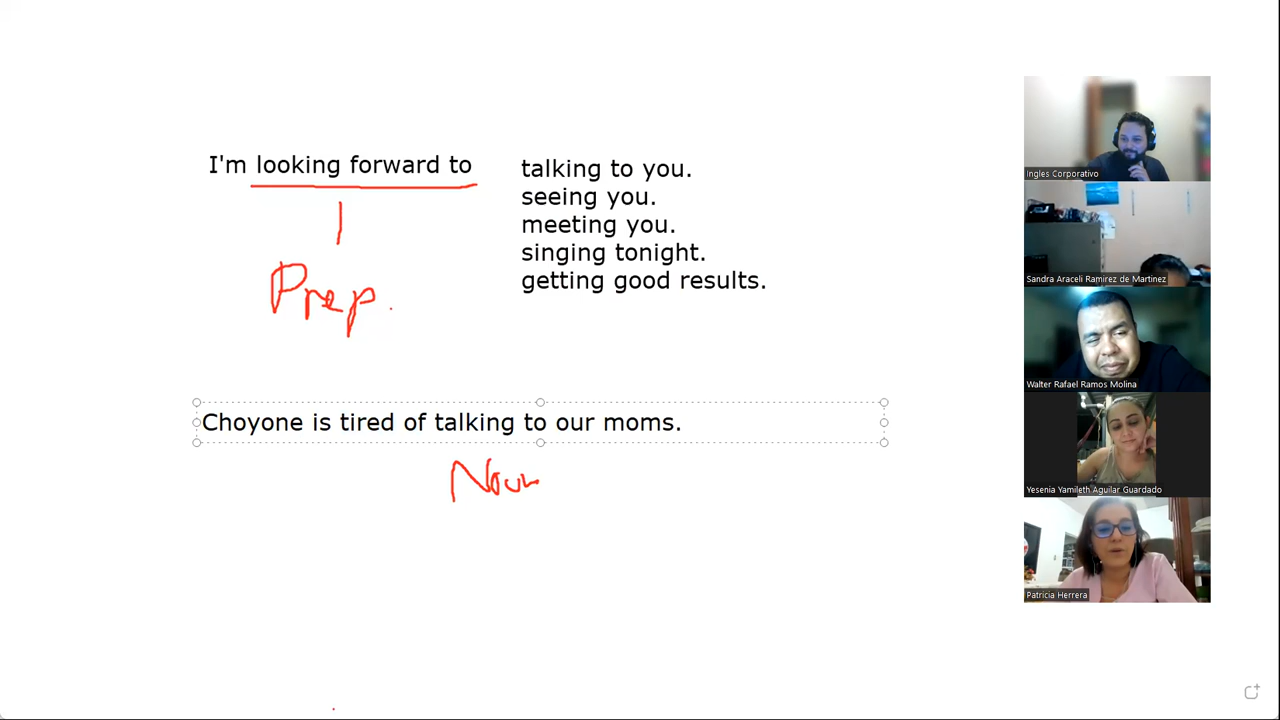 I'm looking forward to
talking to you.
seeing you.
meeting you.
singing tonight.
getting good results.
Prep.
Choyone is tired of talking to our moms.
Noun
Ingles Corporativo
Sandra Araceli Ramirez de Martinez
Walter Rafael Ramos Molina
Yesenia Yamileth Aguilar Guardado
Patricia Herrera